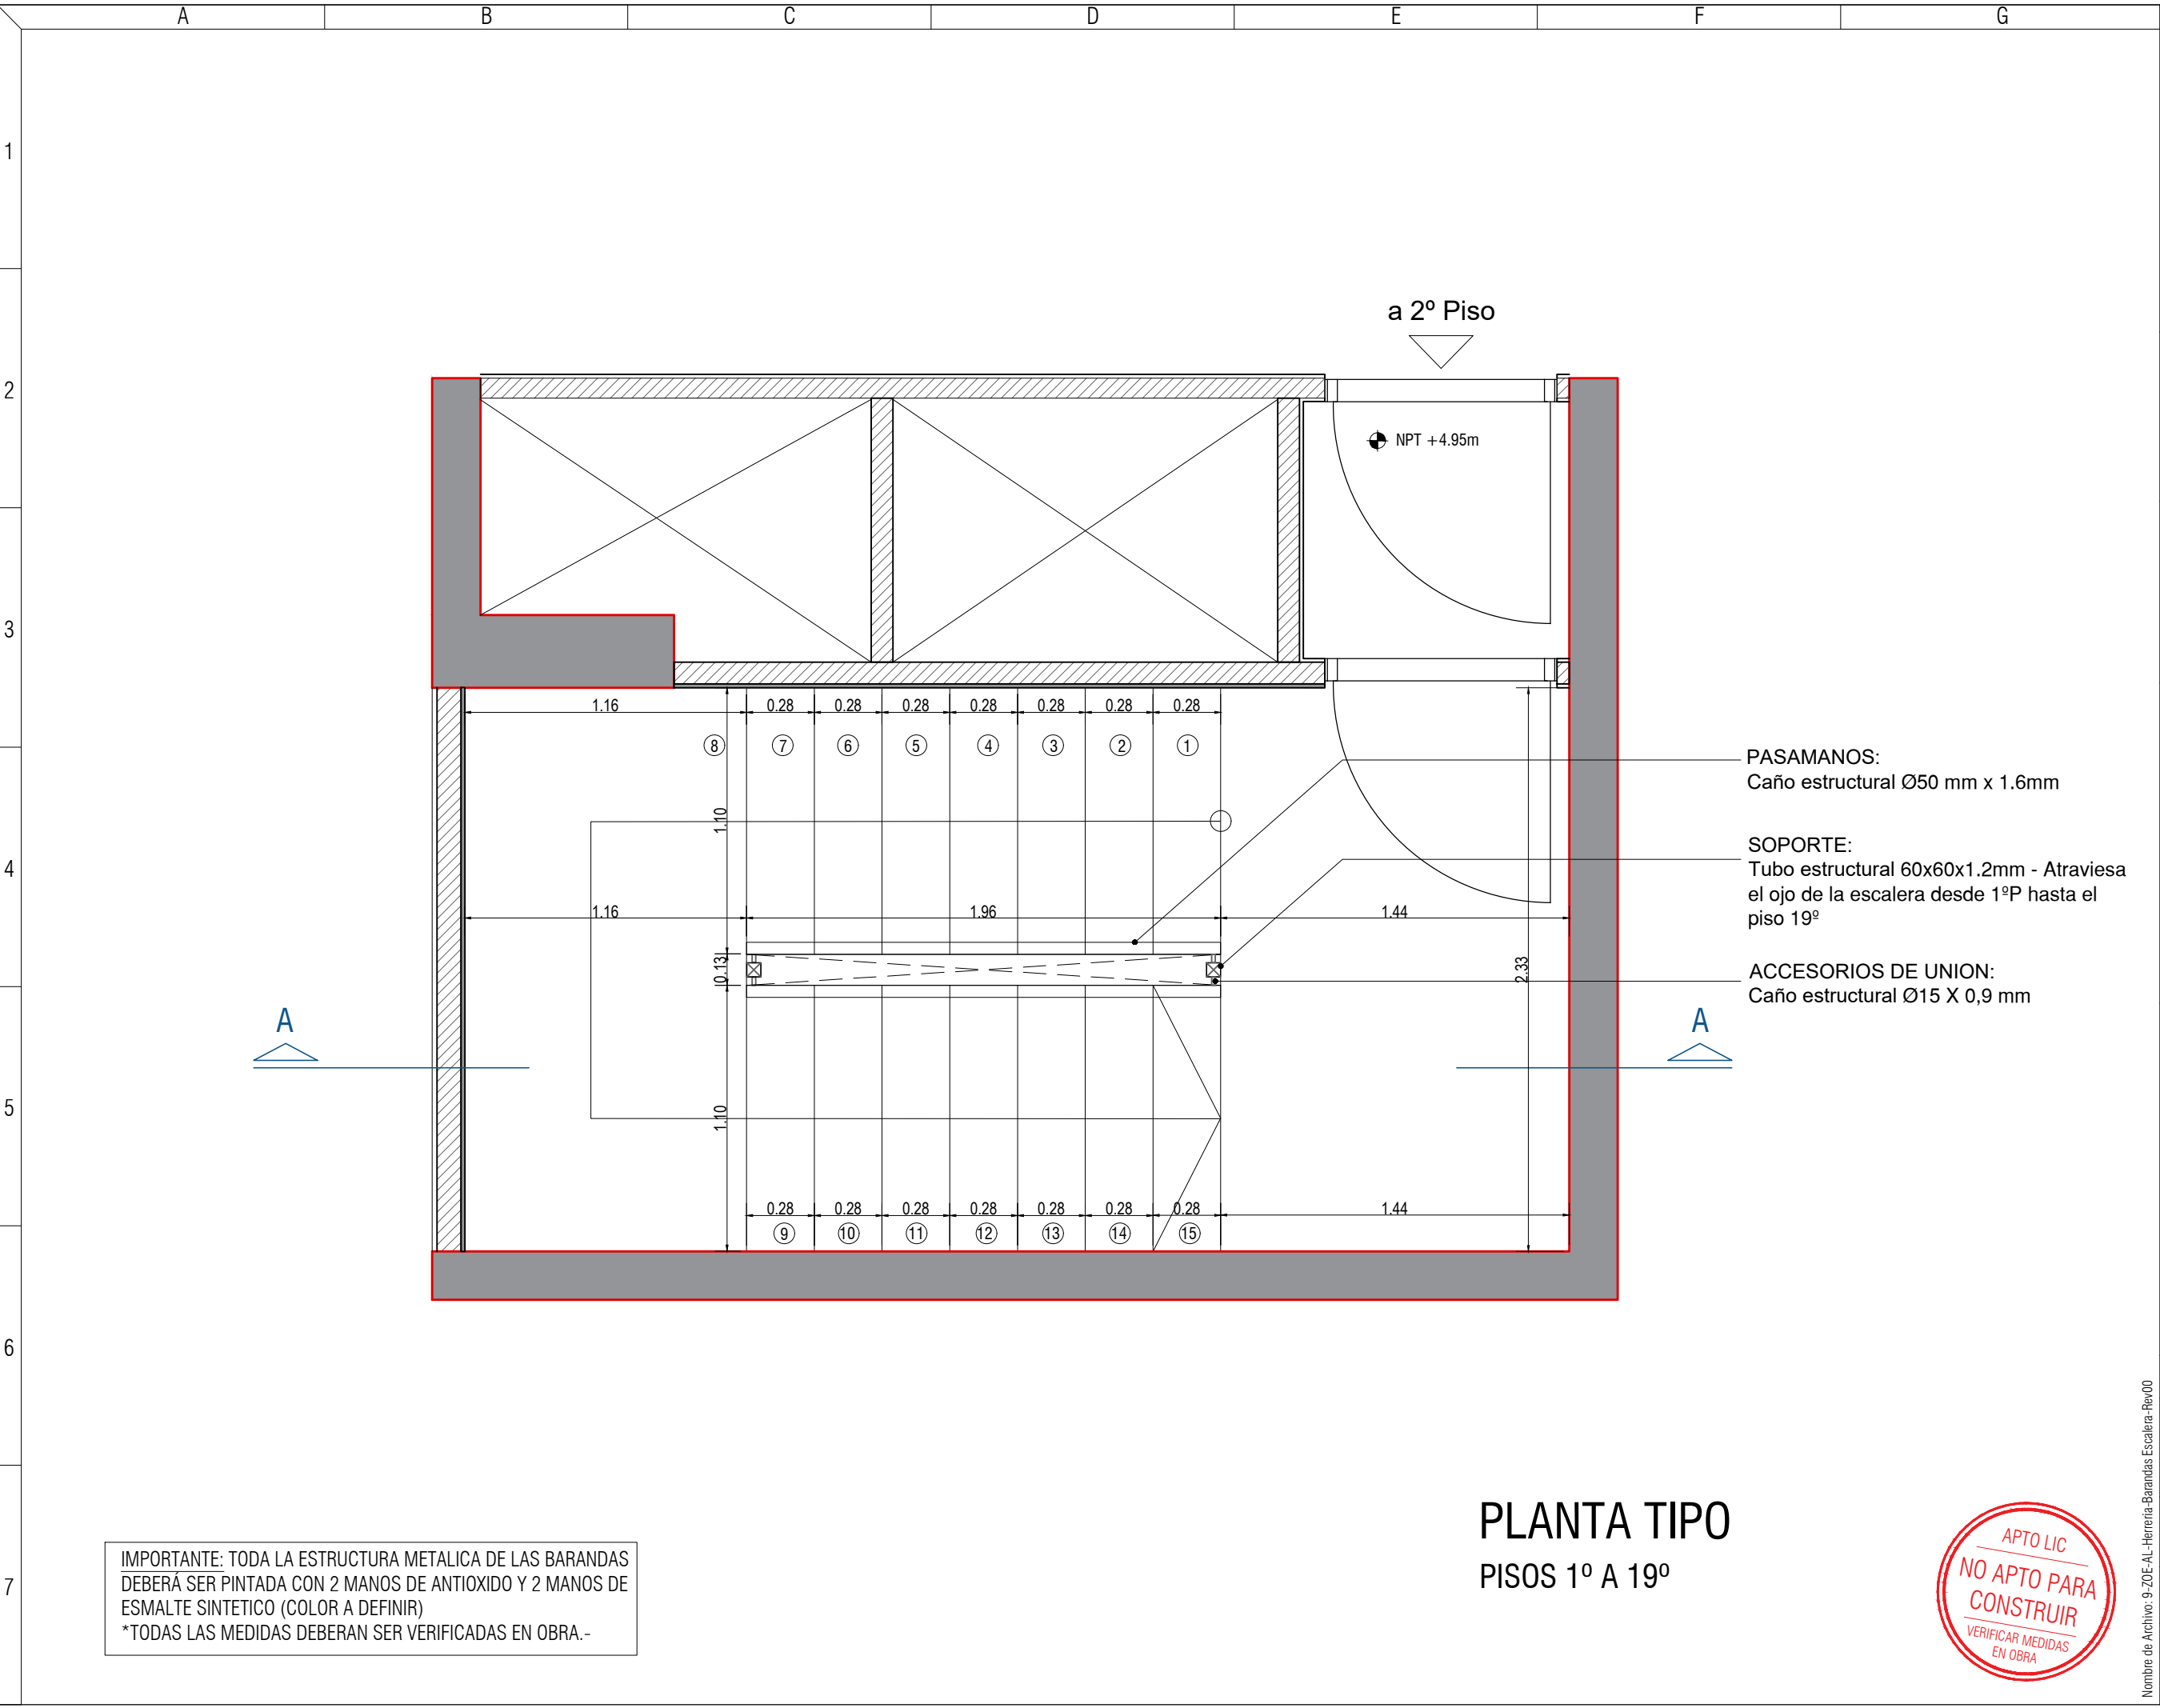 A B C D E F G
1
2
3
4
5
6
7
a 2º Piso
NPT +4.95m
1.16 0.28 0.28 0.28 0.28 0.28 0.28 0.28
8 7 6 5 4 3 2 1
1.10
1.16 1.96 1.44
0.13
2.33
1.10
0.28 0.28 0.28 0.28 0.28 0.28 0.28 1.44
9 10 11 12 13 14 15
A
A
PASAMANOS:
Caño estructural Ø50 mm x 1.6mm
SOPORTE:
Tubo estructural 60x60x1.2mm - Atraviesa
el ojo de la escalera desde 1ºP hasta el
piso 19º
ACCESORIOS DE UNION:
Caño estructural Ø15 X 0,9 mm
PLANTA TIPO
PISOS 1º A 19º
IMPORTANTE: TODA LA ESTRUCTURA METALICA DE LAS BARANDAS
DEBERÁ SER PINTADA CON 2 MANOS DE ANTIOXIDO Y 2 MANOS DE
ESMALTE SINTETICO (COLOR A DEFINIR)
*TODAS LAS MEDIDAS DEBERAN SER VERIFICADAS EN OBRA.-
APTO LIC
NO APTO PARA
CONSTRUIR
VERIFICAR MEDIDAS
EN OBRA
Nombre de Archivo: 9-ZOE-AL-Herreria-Barandas Escalera-Rev00